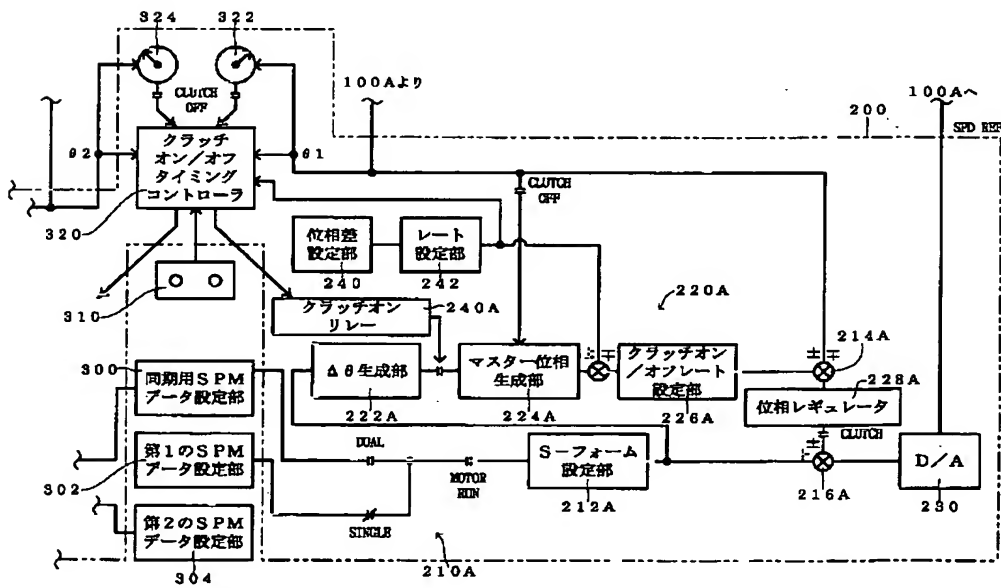 324
322
100Aより
100Aへ
200
SPD REF
CLUTCH
OFF
θ2
θ1
クラッチ
オン/オフ
タイミング
コントローラ
320
CLUTCH
OFF
位相差
設定部
240
レート
設定部
242
310
クラッチオン
リレー
240A
220A
214A
300
同期用SPM
データ設定部
Δθ生成部
222A
マスター位相
生成部
224A
クラッチオン
/オフレート
設定部
226A
228A
位相レギュレータ
CLUTCH
302
第1のSPM
データ設定部
DUAL
MOTOR
RUN
S-フォーム
設定部
212A
216A
D/A
230
SINGLE
第2のSPM
データ設定部
304
210A